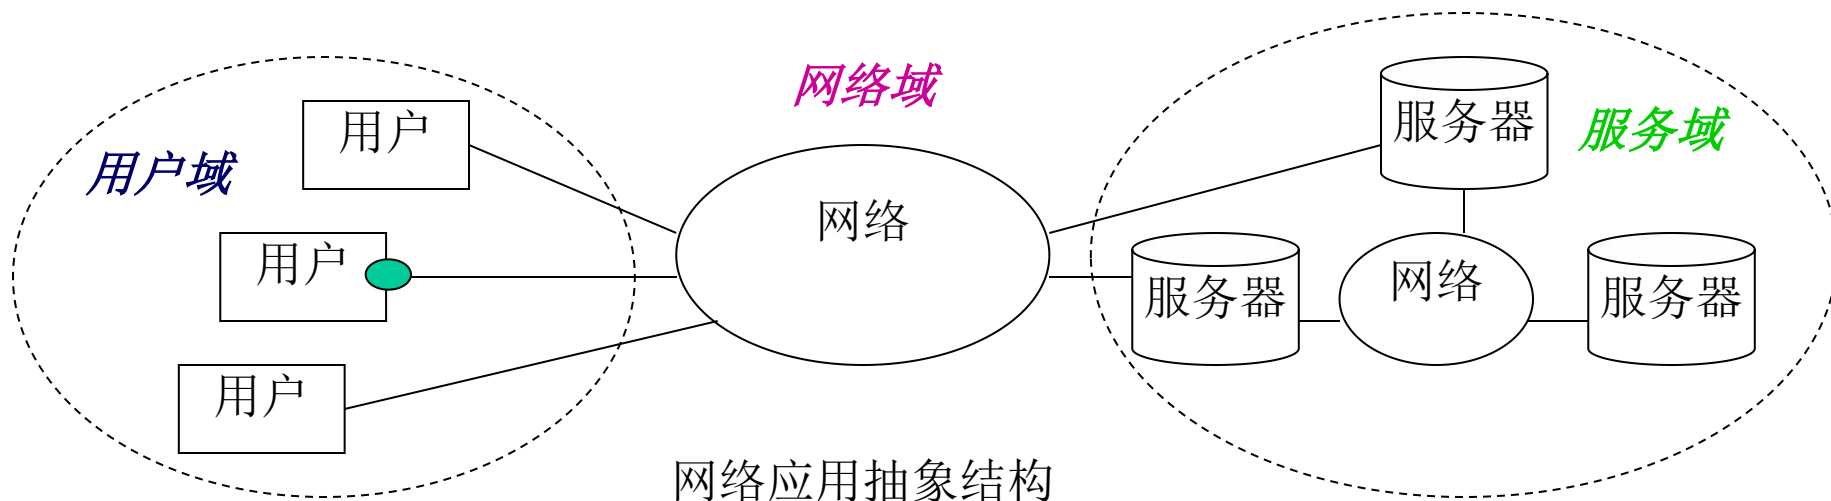 用户域
用户
用户
用户
网络域
网络
服务域
服务器
服务器
网络
服务器
网络应用抽象结构